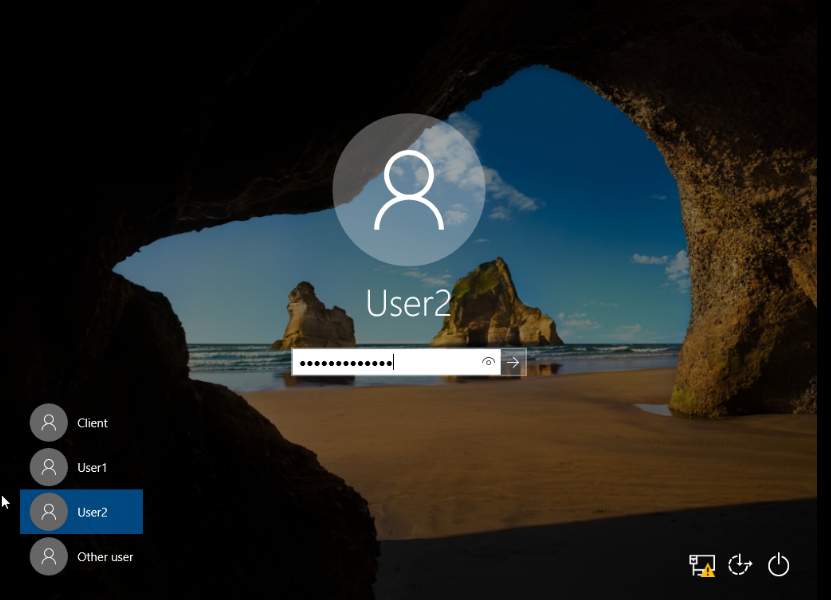 User2
•••••••••••••
Client
User1
User2
Other user